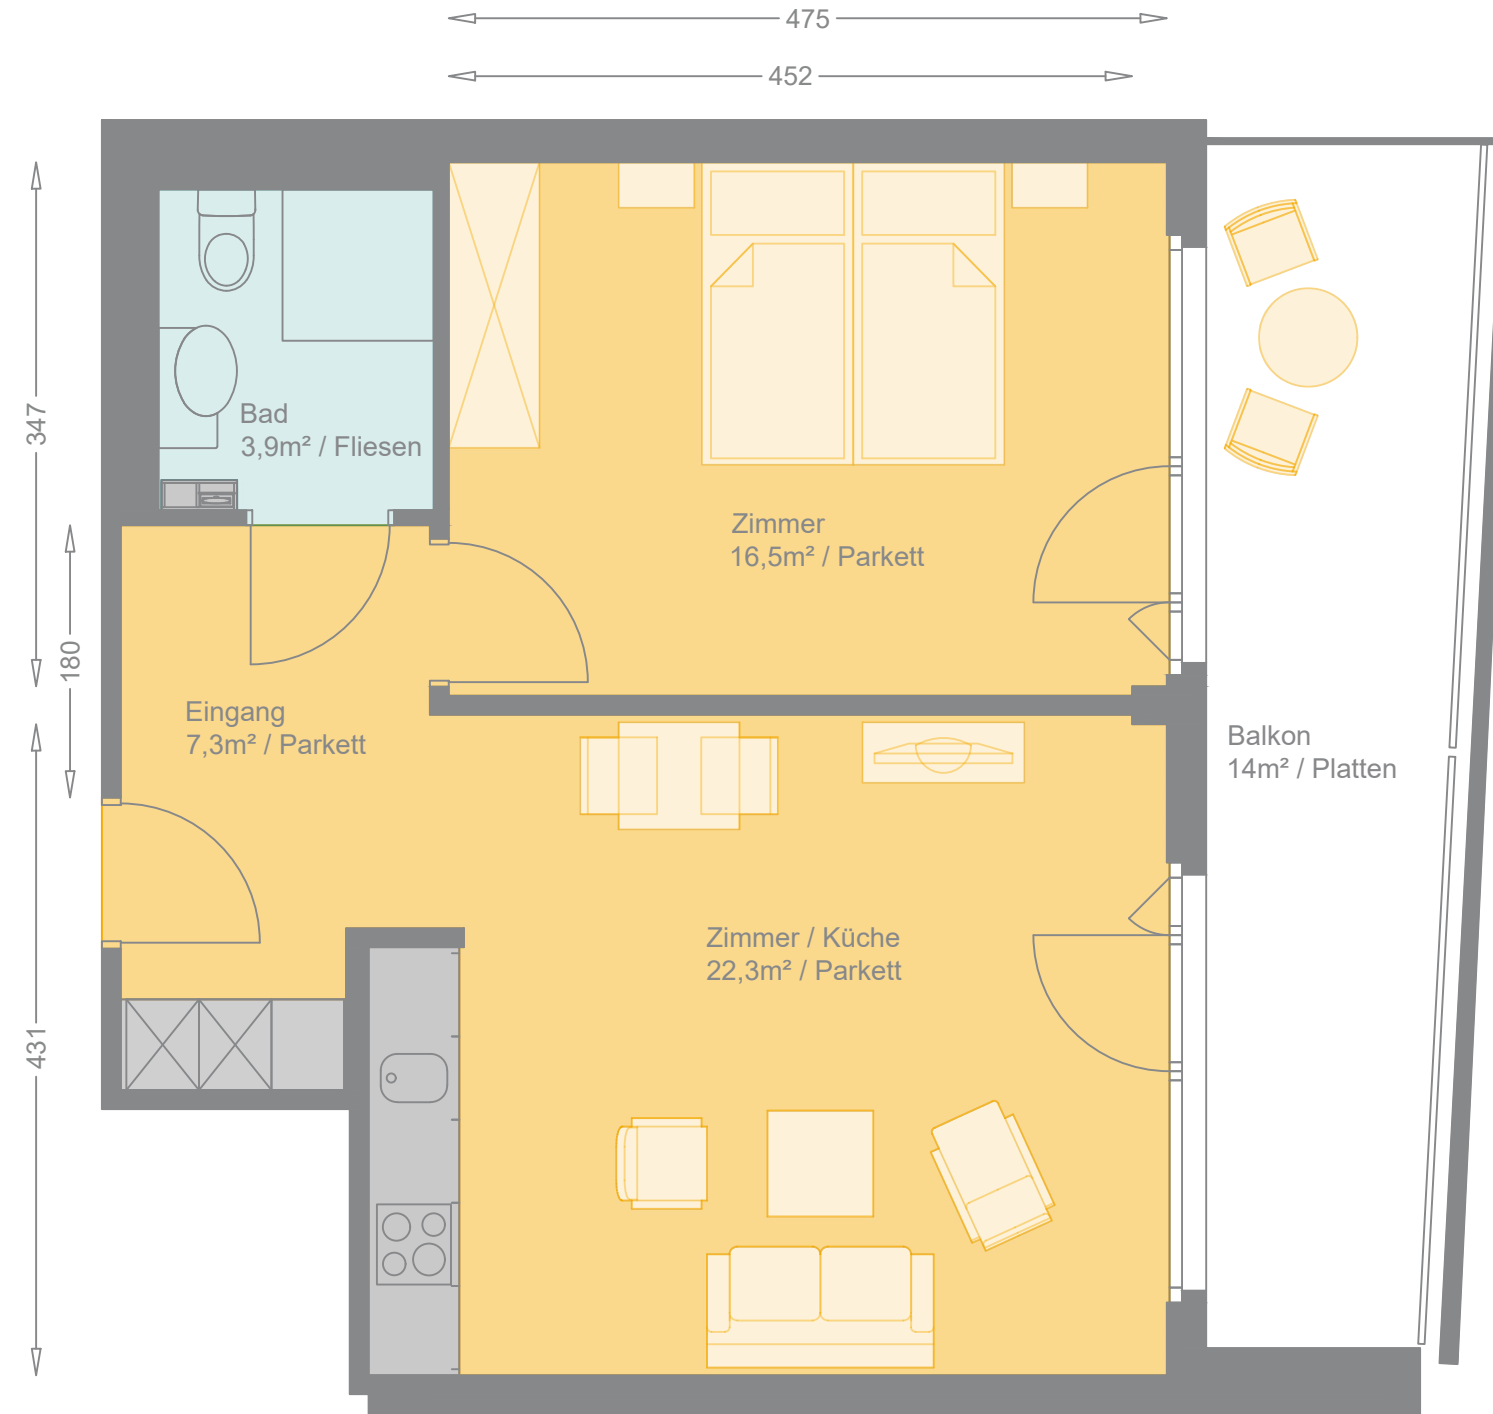 475
452
347
Bad
3,9m² / Fliesen
Zimmer
16,5m² / Parkett
180
Eingang
7,3m² / Parkett
Balkon
14m² / Platten
Zimmer / Küche
22,3m² / Parkett
431